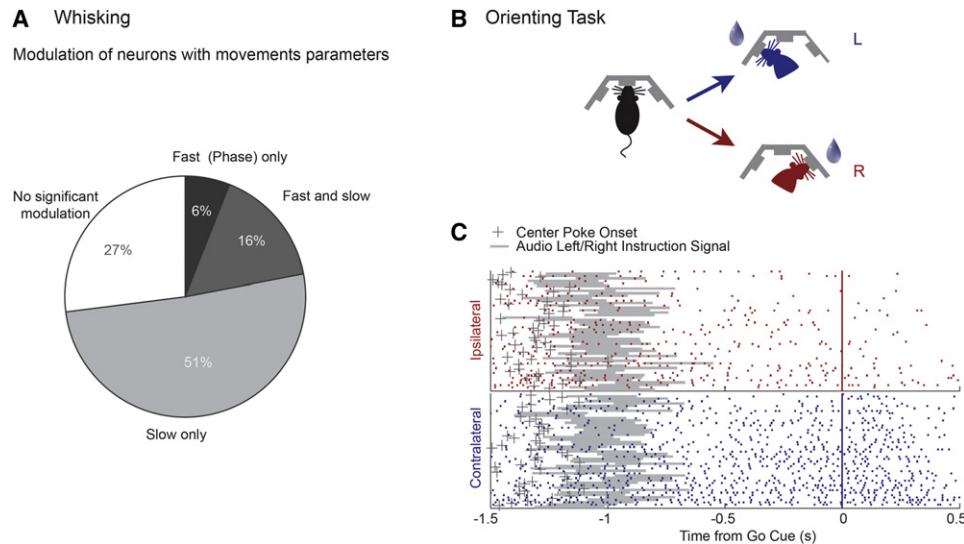 A Whisking
Modulation of neurons with movements parameters
Fast (Phase) only
Fast and slow
No significant
modulation
6%
16%
27%
51%
Slow only
B Orienting Task
L
R
C
Center Poke Onset
Audio Left/Right Instruction Signal
Ipsilateral
Contralateral
-1.5 -1 -0.5 0 0.5
Time from Go Cue (s)